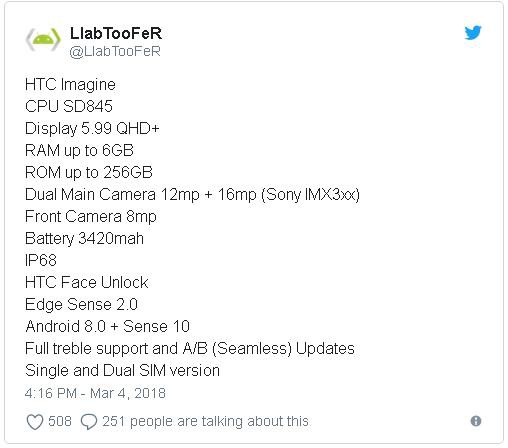 LlabTooFeR
@LlabTooFeR
HTC Imagine
CPU SD845
Display 5.99 QHD+
RAM up to 6GB
ROM up to 256GB
Dual Main Camera 12mp + 16mp (Sony IMX3xx)
Front Camera 8mp
Battery 3420mah
IP68
HTC Face Unlock
Edge Sense 2.0
Android 8.0 + Sense 10
Full treble support and A/B (Seamless) Updates
Single and Dual SIM version
4:16 PM - Mar 4, 2018
508 251 people are talking about this